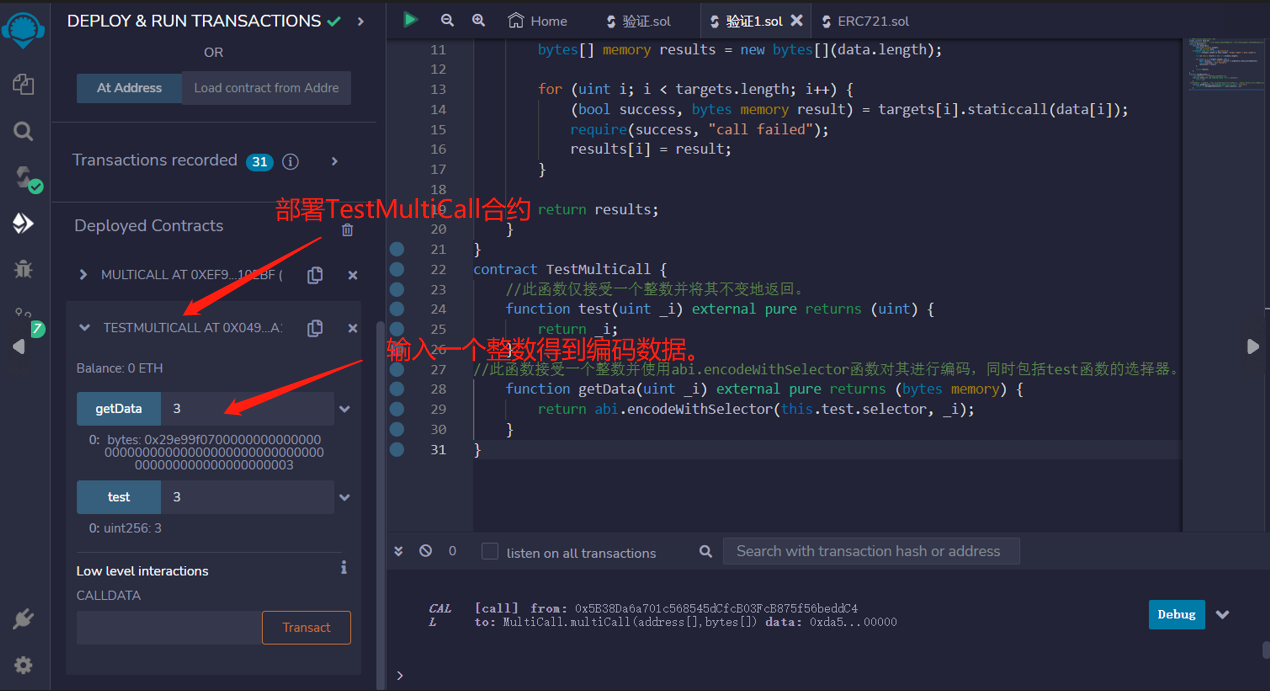 DEPLOY & RUN TRANSACTIONS
OR
At Address
Load contract from Addre
Transactions recorded 31
部署TestMultiCall合约
Deployed Contracts
MULTICALL AT 0XEF9...10EBF (
TESTMULTICALL AT 0X049...A:
输入一个整数得到编码数据。
Balance: 0 ETH
getData 3
0: bytes: 0x29e99f0700000000000000
000000000000000000000000000
00000000000000000003
test 3
0: uint256: 3
Low level interactions
CALLDATA
Transact
7
Home
验证.sol
验证1.sol
ERC721.sol
11 bytes[] memory results = new bytes[](data.length);
12
13 for (uint i; i < targets.length; i++) {
14 (bool success, bytes memory result) = targets[i].staticcall(data[i]);
15 require(success, "call failed");
16 results[i] = result;
17 }
18
19 return results;
20 }
21 }
22 contract TestMultiCall {
23 //此函数仅接受一个整数并将其不变地返回。
24 function test(uint _i) external pure returns (uint) {
25 return _i;
26 }
27 //此函数接受一个整数并使用abi.encodeWithSelector函数对其进行编码，同时包括test函数的选择器。
28 function getData(uint _i) external pure returns (bytes memory) {
29 return abi.encodeWithSelector(this.test.selector, _i);
30 }
31 }
0
listen on all transactions
Search with transaction hash or address
CAL
L
[call] from: 0x5B38Da6a701c568545dCfcB03FcB875f56beddC4
to: MultiCall.multiCall(address[],bytes[]) data: 0xda5...00000
Debug
>